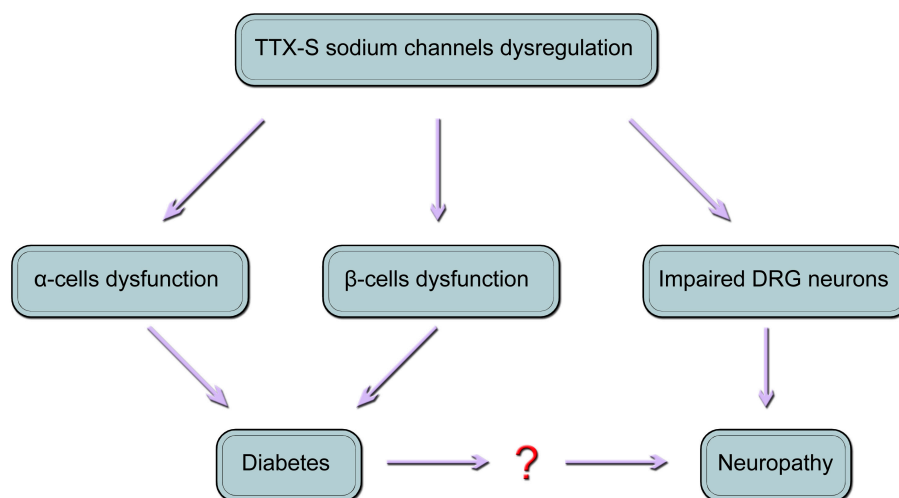 TTX-S sodium channels dysregulation
α-cells dysfunction
β-cells dysfunction
Impaired DRG neurons
Diabetes
?
Neuropathy